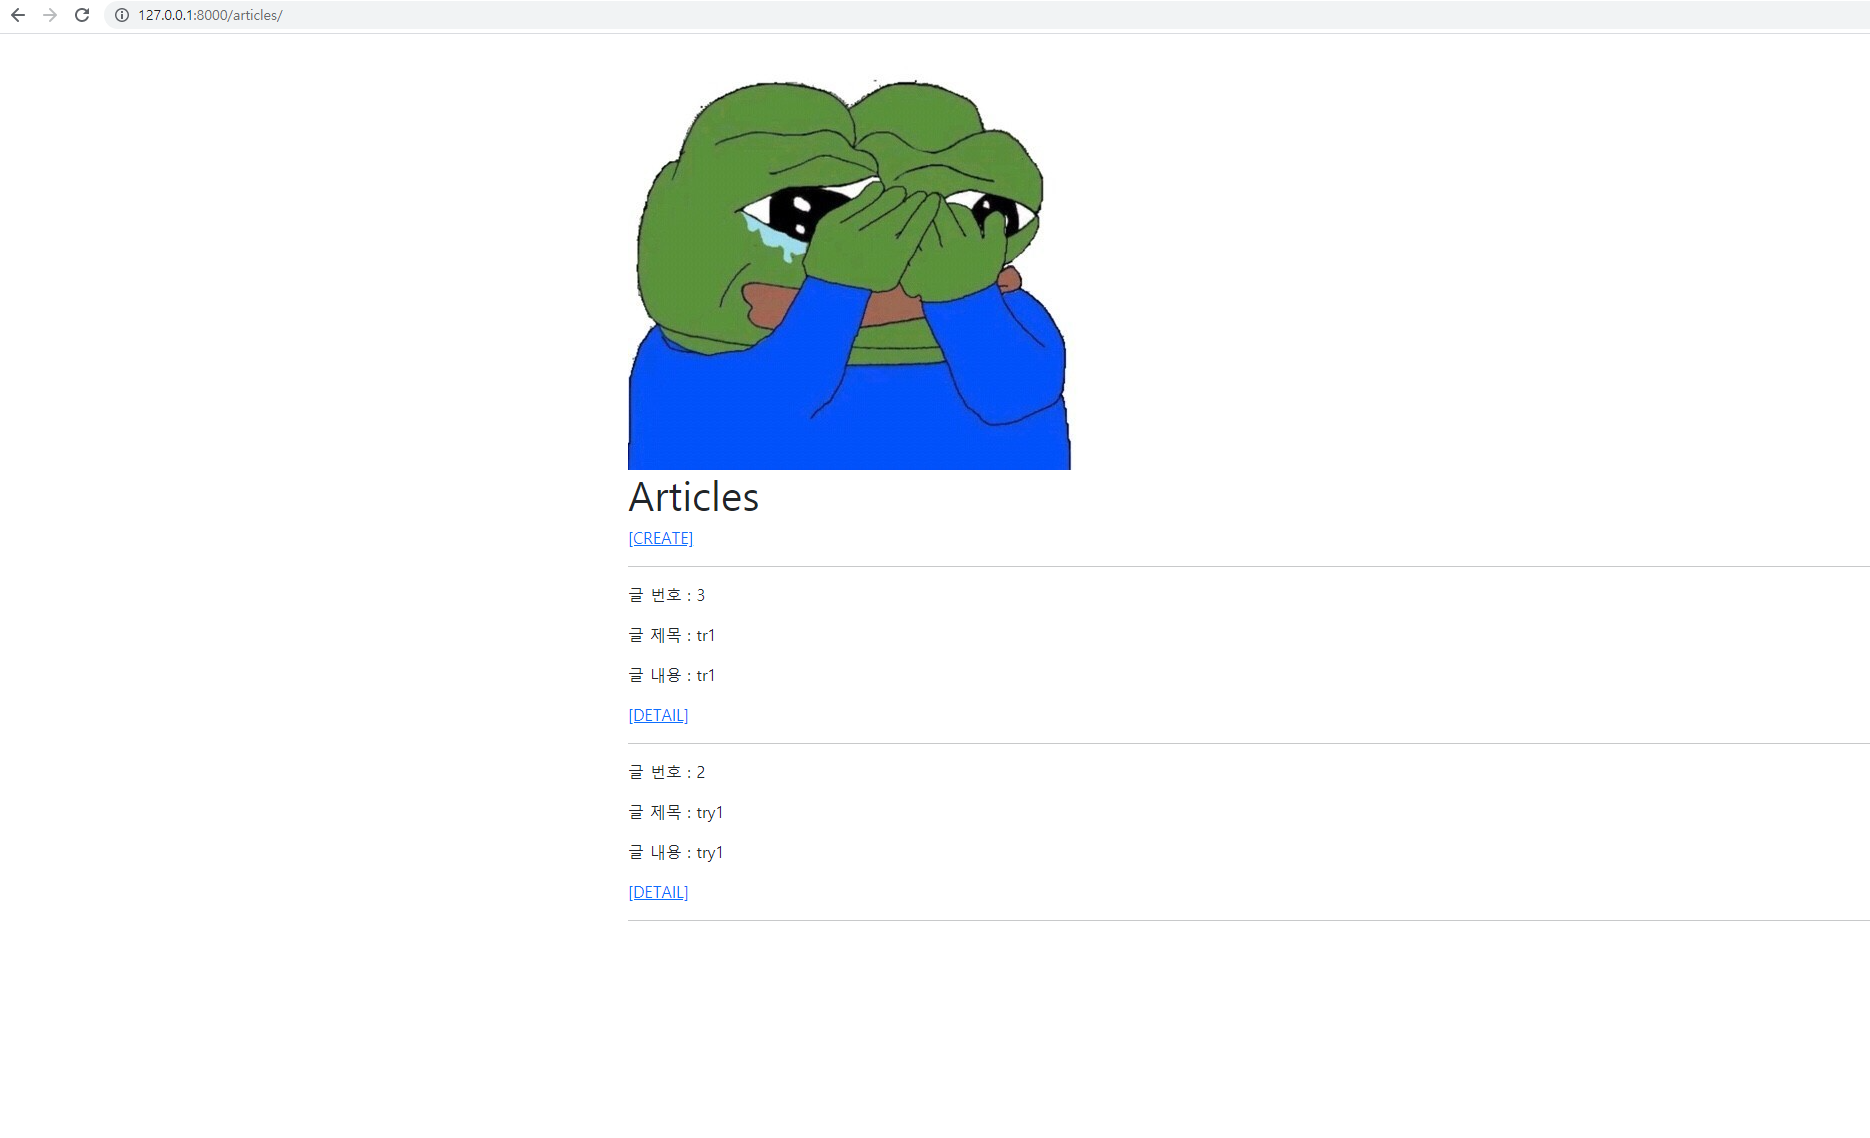 127.0.0.1:8000/articles/
Articles
[CREATE]
글 번호 : 3
글 제목 : tr1
글 내용 : tr1
[DETAIL]
글 번호 : 2
글 제목 : try1
글 내용 : try1
[DETAIL]